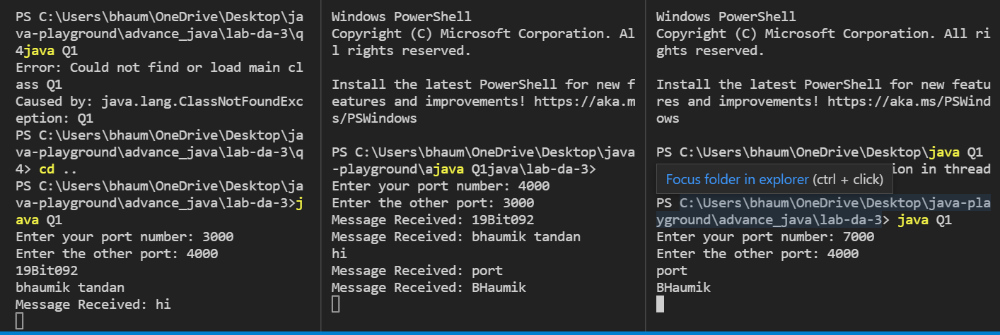 PS C:\Users\bhaum\OneDrive\Desktop\ja
va-playground\advance_java\lab-da-3\q
4java Q1
Error: Could not find or load main cl
ass Q1
Caused by: java.lang.ClassNotFoundExc
eption: Q1
PS C:\Users\bhaum\OneDrive\Desktop\ja
va-playground\advance_java\lab-da-3\q
4> cd ..
PS C:\Users\bhaum\OneDrive\Desktop\ja
va-playground\advance_java\lab-da-3>j
ava Q1
Enter your port number: 3000
Enter the other port: 4000
19Bit092
bhaumik tandan
Message Received: hi
Windows PowerShell
Copyright (C) Microsoft Corporation. Al
l rights reserved.
Install the latest PowerShell for new f
eatures and improvements! https://aka.m
s/PSWindows
PS C:\Users\bhaum\OneDrive\Desktop\java
-playground\ajava Q1java\lab-da-3>
Enter your port number: 4000
Enter the other port: 3000
Message Received: 19Bit092
Message Received: bhaumik tandan
hi
Message Received: port
Message Received: BHaumik
Windows PowerShell
Copyright (C) Microsoft Corporation. All ri
ghts reserved.
Install the latest PowerShell for new featu
res and improvements! https://aka.ms/PSWind
ows
PS C:\Users\bhaum\OneDrive\Desktop\java Q1
ion in thread
Focus folder in explorer (ctrl + click)
PS C:\Users\bhaum\OneDrive\Desktop\java-pla
yground\advance_java\lab-da-3> java Q1
Enter your port number: 7000
Enter the other port: 4000
port
BHaumik